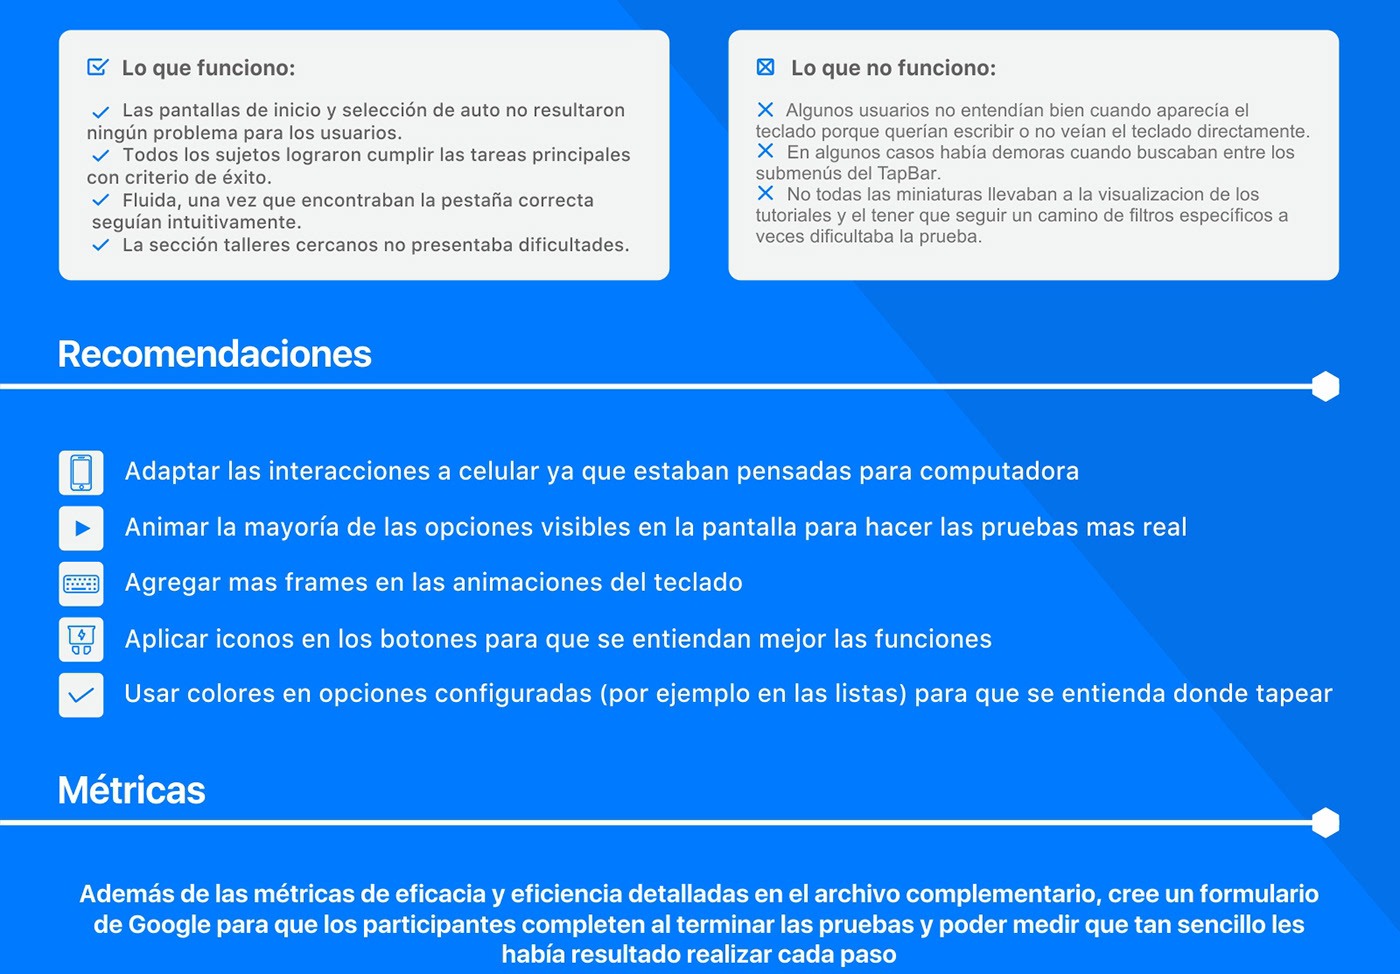 Lo que funciono:
Las pantallas de inicio y selección de auto no resultaron
ningún problema para los usuarios.
Todos los sujetos lograron cumplir las tareas principales
con criterio de éxito.
Fluida, una vez que encontraban la pestaña correcta
seguían intuitivamente.
La sección talleres cercanos no presentaba dificultades.
Lo que no funciono:
Algunos usuarios no entendían bien cuando aparecía el
teclado porque querían escribir o no veían el teclado directamente.
En algunos casos había demoras cuando buscaban entre los
submenús del TapBar.
No todas las miniaturas llevaban a la visualizacion de los
tutoriales y el tener que seguir un camino de filtros específicos a
veces dificultaba la prueba.
Recomendaciones
Adaptar las interacciones a celular ya que estaban pensadas para computadora
Animar la mayoría de las opciones visibles en la pantalla para hacer las pruebas mas real
Agregar mas frames en las animaciones del teclado
Aplicar iconos en los botones para que se entiendan mejor las funciones
Usar colores en opciones configuradas (por ejemplo en las listas) para que se entienda donde tapear
Métricas
Además de las métricas de eficacia y eficiencia detalladas en el archivo complementario, cree un formulario
de Google para que los participantes completen al terminar las pruebas y poder medir que tan sencillo les
había resultado realizar cada paso